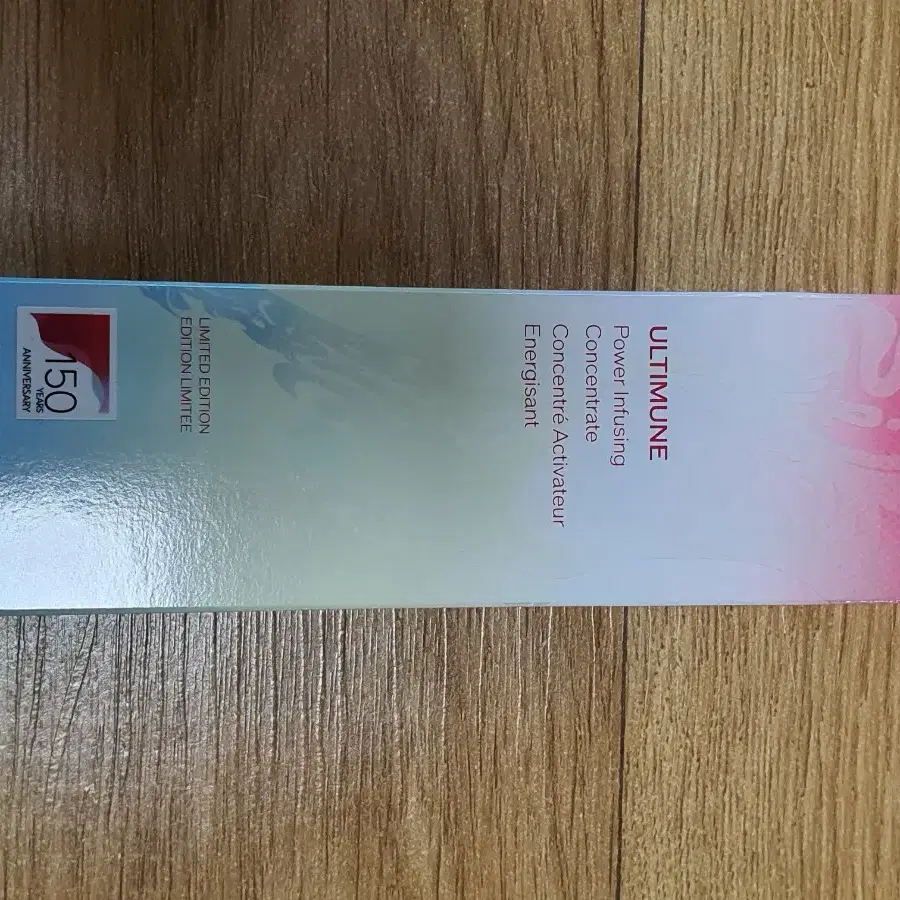 ULTIMUNE
Power Infusing
Concentrate
Concentré Activateur
Energisant
LIMITED EDITION
EDITION LIMITEE
150
YEARS
ANNIVERSARY